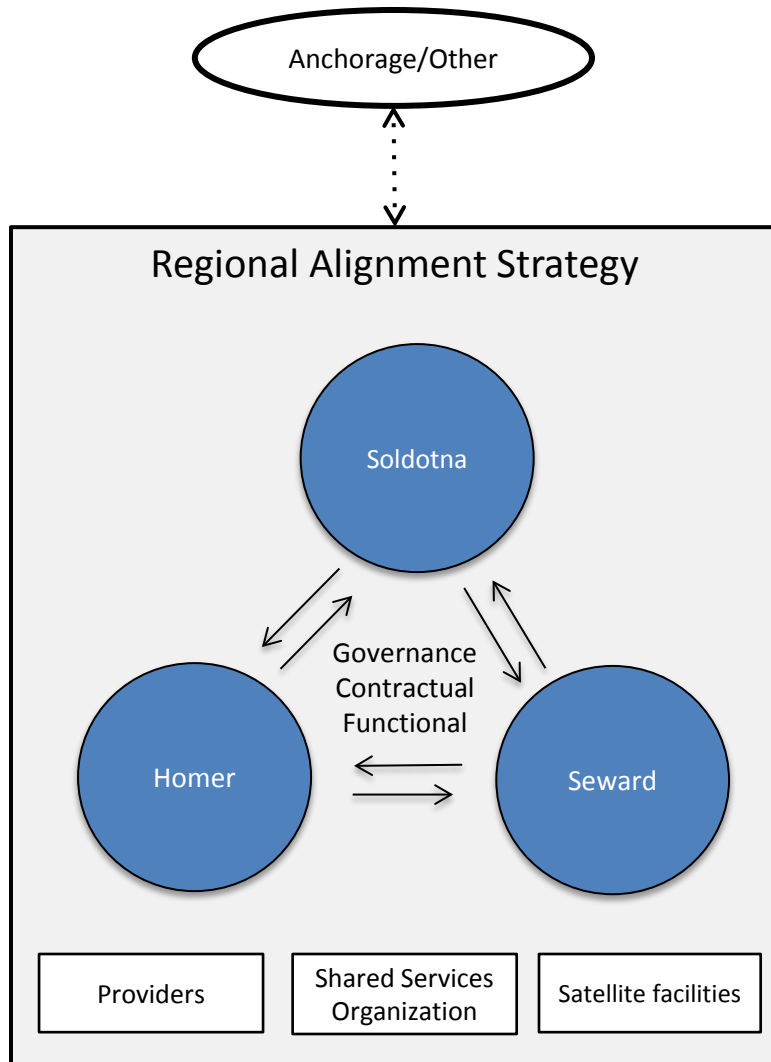 Anchorage/Other
Regional Alignment Strategy
Soldotna
Governance
Contractual
Functional
Homer
Seward
Providers
Shared Services
Organization
Satellite facilities